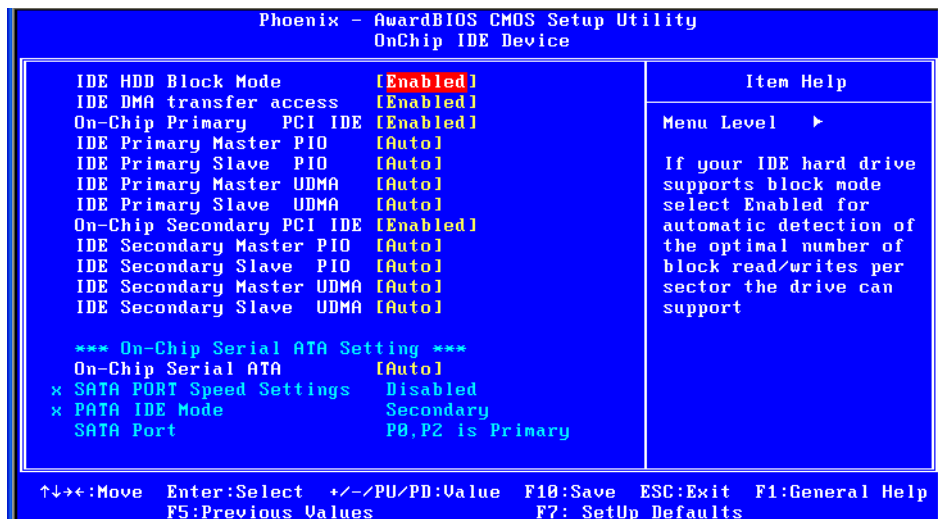 Phoenix - AwardBIOS CMOS Setup Utility
OnChip IDE Device
IDE HDD Block Mode [Enabled]
IDE DMA transfer access [Enabled]
On-Chip Primary PCI IDE [Enabled]
IDE Primary Master PIO [Auto]
IDE Primary Slave PIO [Auto]
IDE Primary Master UDMA [Auto]
IDE Primary Slave UDMA [Auto]
On-Chip Secondary PCI IDE [Enabled]
IDE Secondary Master PIO [Auto]
IDE Secondary Slave PIO [Auto]
IDE Secondary Master UDMA [Auto]
IDE Secondary Slave UDMA [Auto]
*** On-Chip Serial ATA Setting ***
On-Chip Serial ATA [Auto]
x SATA PORT Speed Settings Disabled
x PATA IDE Mode Secondary
SATA Port P0,P2 is Primary
Item Help
Menu Level ►
If your IDE hard drive
supports block mode
select Enabled for
automatic detection of
the optimal number of
block read/writes per
sector the drive can
support
↑↓→←:Move Enter:Select +/-/PU/PD:Value F10:Save ESC:Exit F1:General Help
F5:Previous Values F7: SetUp Defaults